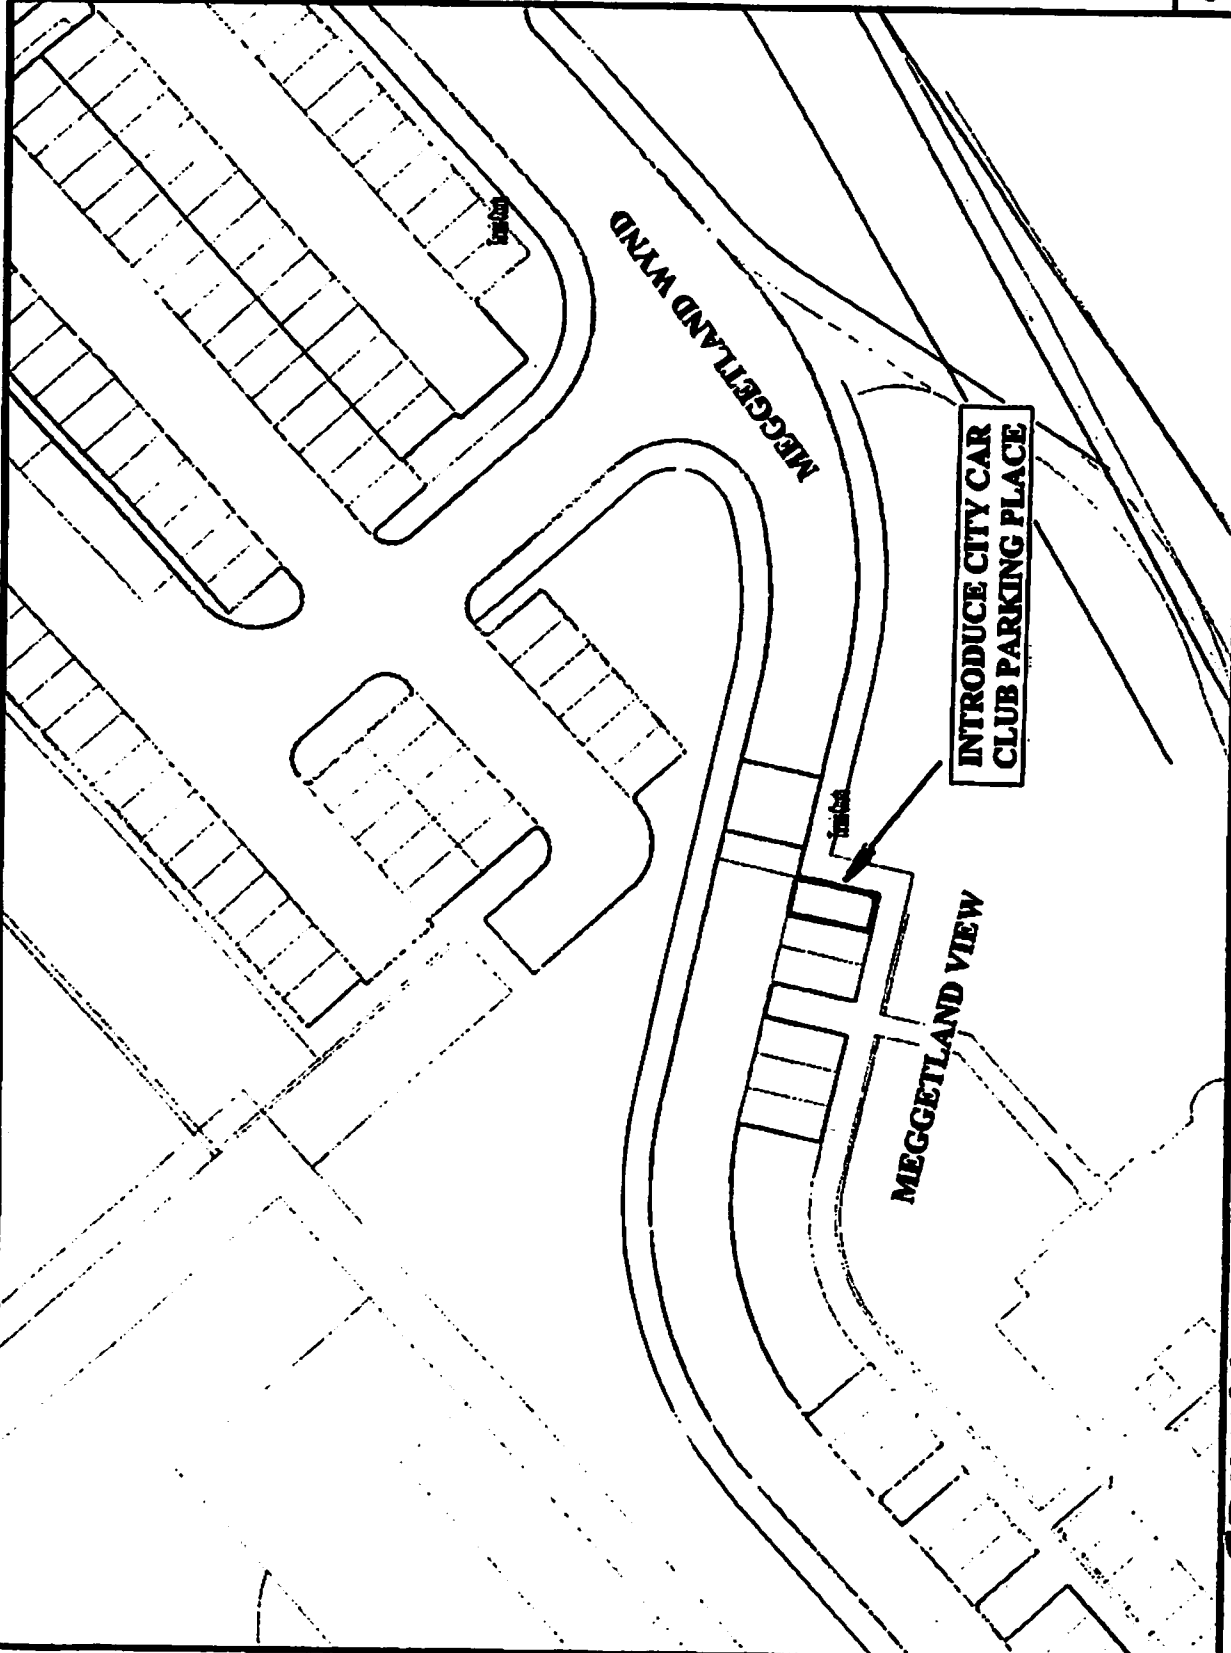 MEGGETLAND WYND
INTRODUCE CITY CAR
CLUB PARKING PLACE
MEGGETLAND VIEW